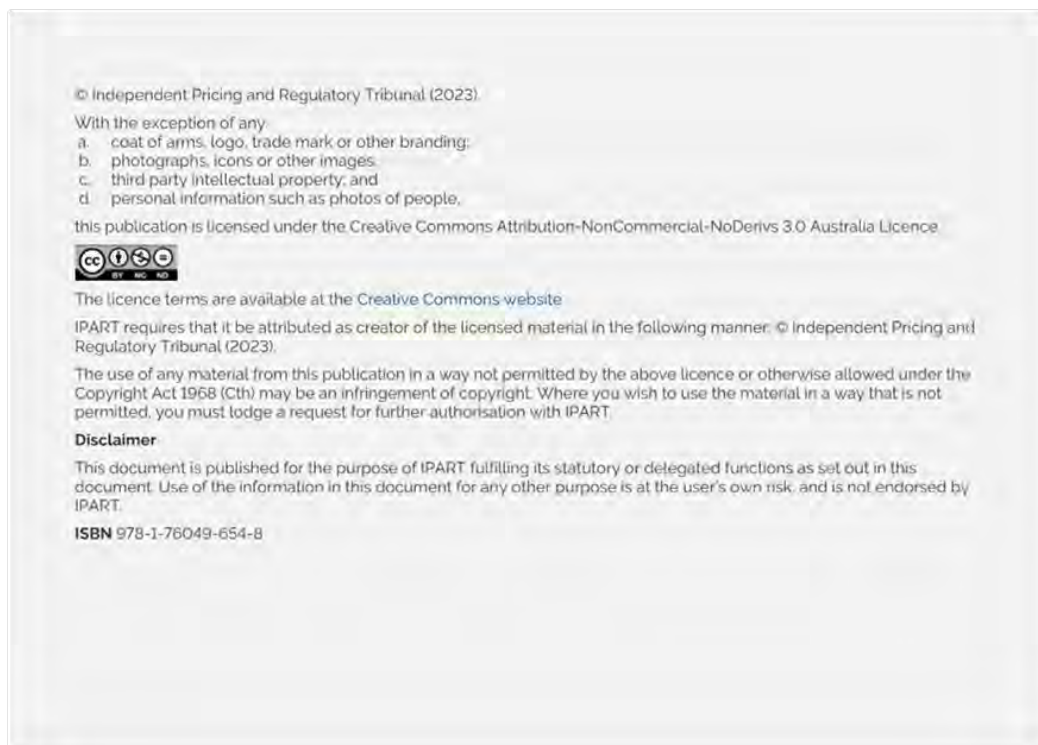 © Independent Pricing and Regulatory Tribunal (2023).
With the exception of any:
a. coat of arms, logo, trade mark or other branding;
b. photographs, icons or other images;
c. third party intellectual property; and
d. personal information such as photos of people,
this publication is licensed under the Creative Commons Attribution-NonCommercial-NoDerivs 3.0 Australia Licence.
cc
BY NC ND
The licence terms are available at the Creative Commons website
IPART requires that it be attributed as creator of the licensed material in the following manner: © Independent Pricing and
Regulatory Tribunal (2023).
The use of any material from this publication in a way not permitted by the above licence or otherwise allowed under the
Copyright Act 1968 (Cth) may be an infringement of copyright. Where you wish to use the material in a way that is not
permitted, you must lodge a request for further authorisation with IPART.
Disclaimer
This document is published for the purpose of IPART fulfilling its statutory or delegated functions as set out in this
document. Use of the information in this document for any other purpose is at the user's own risk, and is not endorsed by
IPART.
ISBN 978-1-76049-654-8